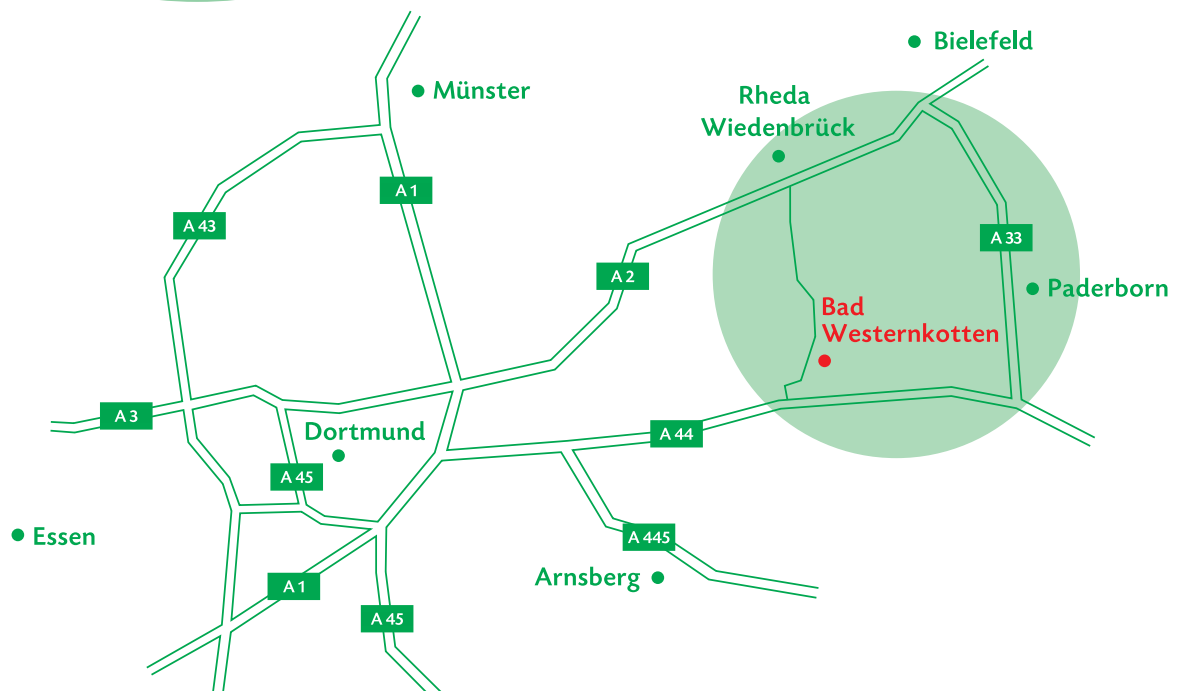 Bielefeld
Münster
Rheda
Wiedenbrück
A 1
A 43
A 33
A 2
Paderborn
Bad
Westernkotten
A 3
Dortmund
A 44
A 45
Essen
A 445
Arnsberg
A 1
A 45